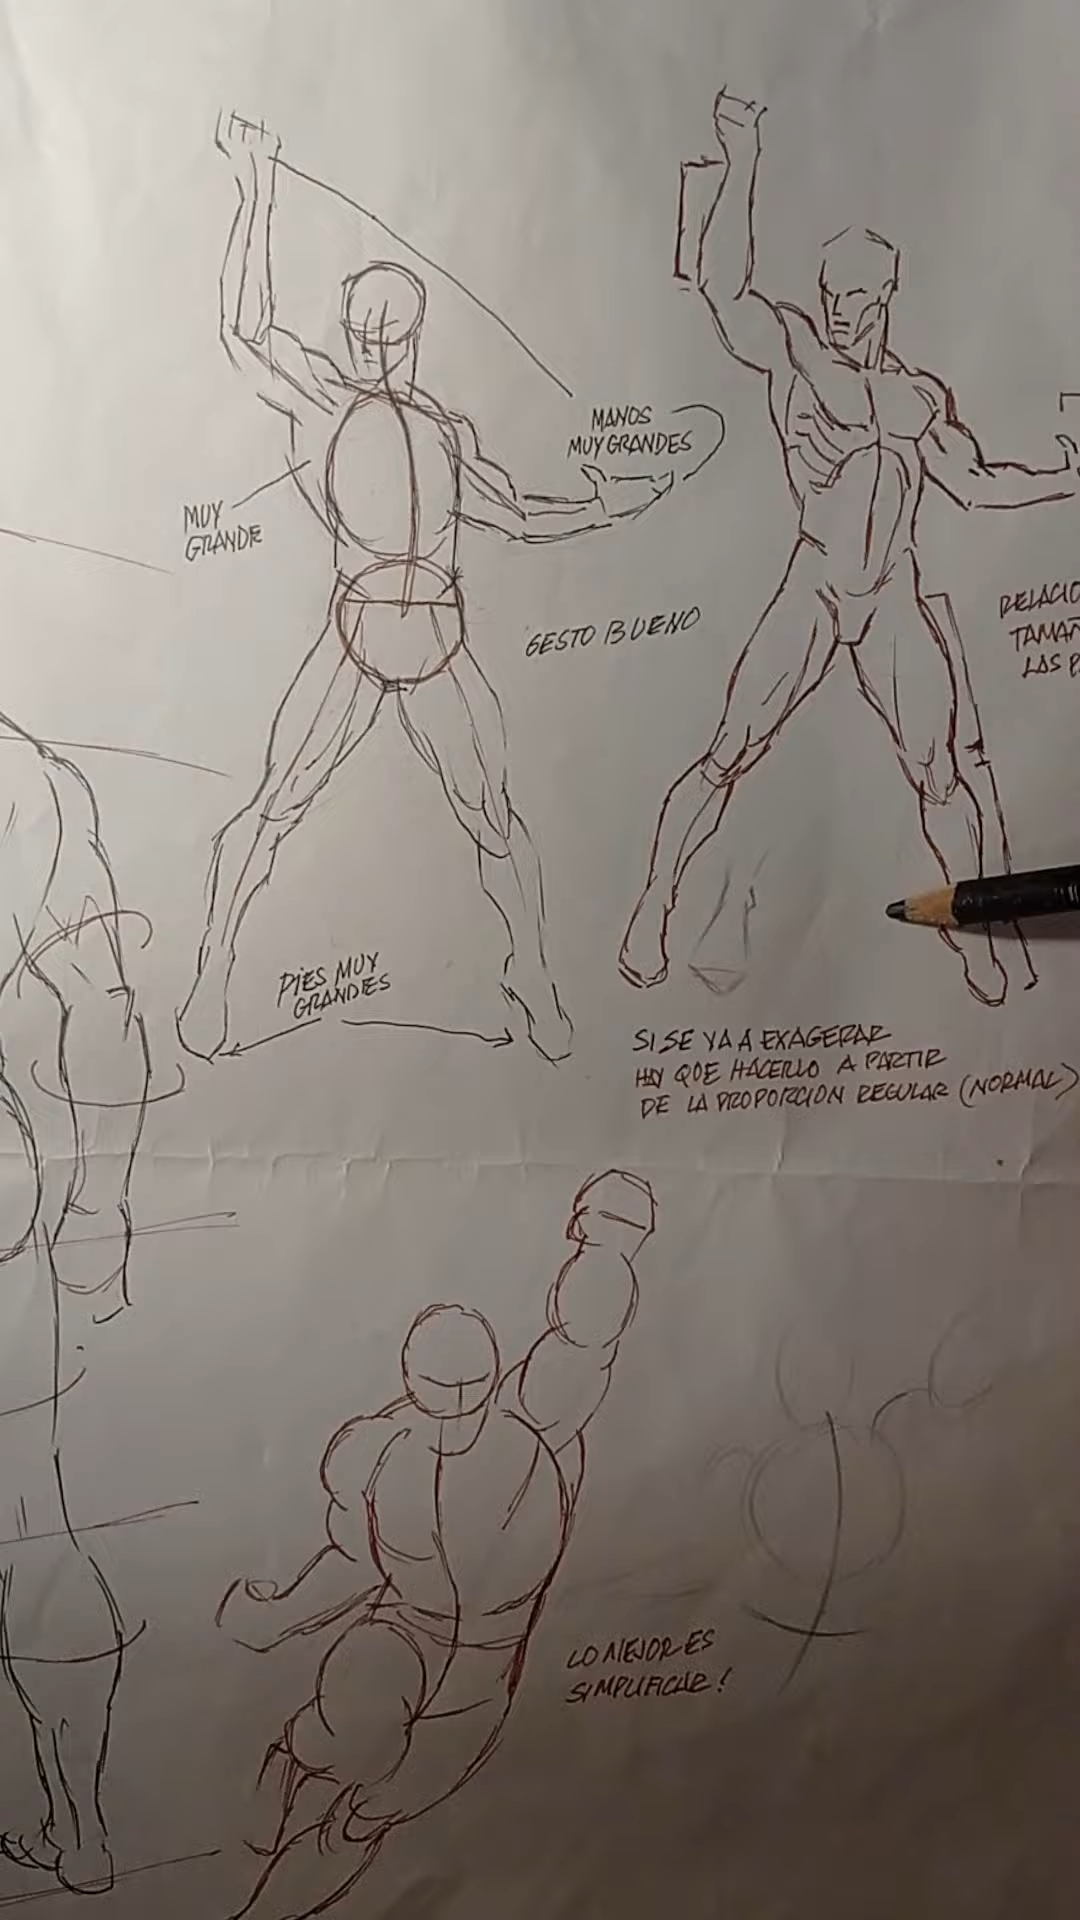 MANOS
MUY GRANDES
MUY
GRANDE
GESTO BUENO
PIES MUY
GRANDES
SI SE VA A EXAGERAR
HAY QUE HACERLO A PARTIR
DE LA PROPORCION REGULAR (NORMAL)
LO MEJOR ES
SIMPLIFICAR!